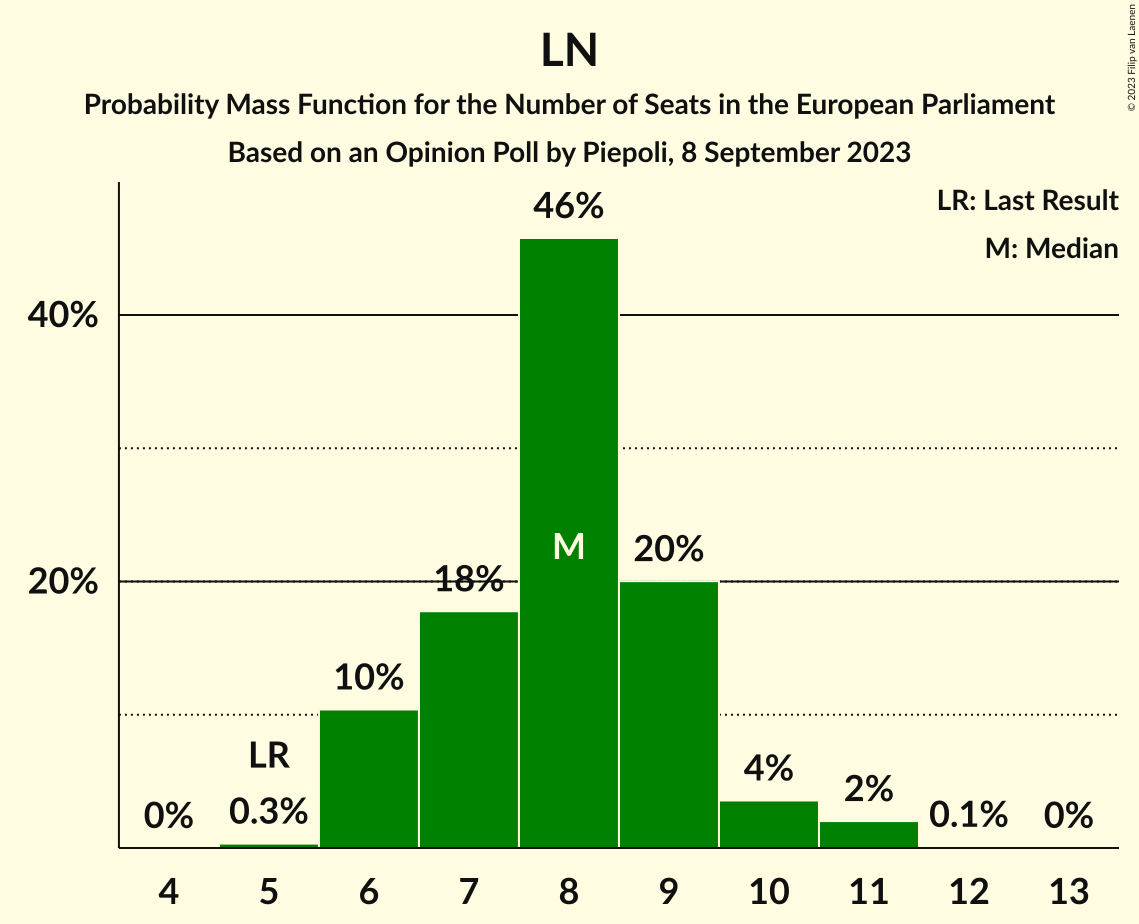 LN
Probability Mass Function for the Number of Seats in the European Parliament
Based on an Opinion Poll by Piepoli, 8 September 2023
© 2023 Filip van Laenen
LR: Last Result
M: Median
46%
40%
M
20%
20%
18%
10%
LR
4%
2%
0%
0.3%
0.1%
0%
4 5 6 7 8 9 10 11 12 13